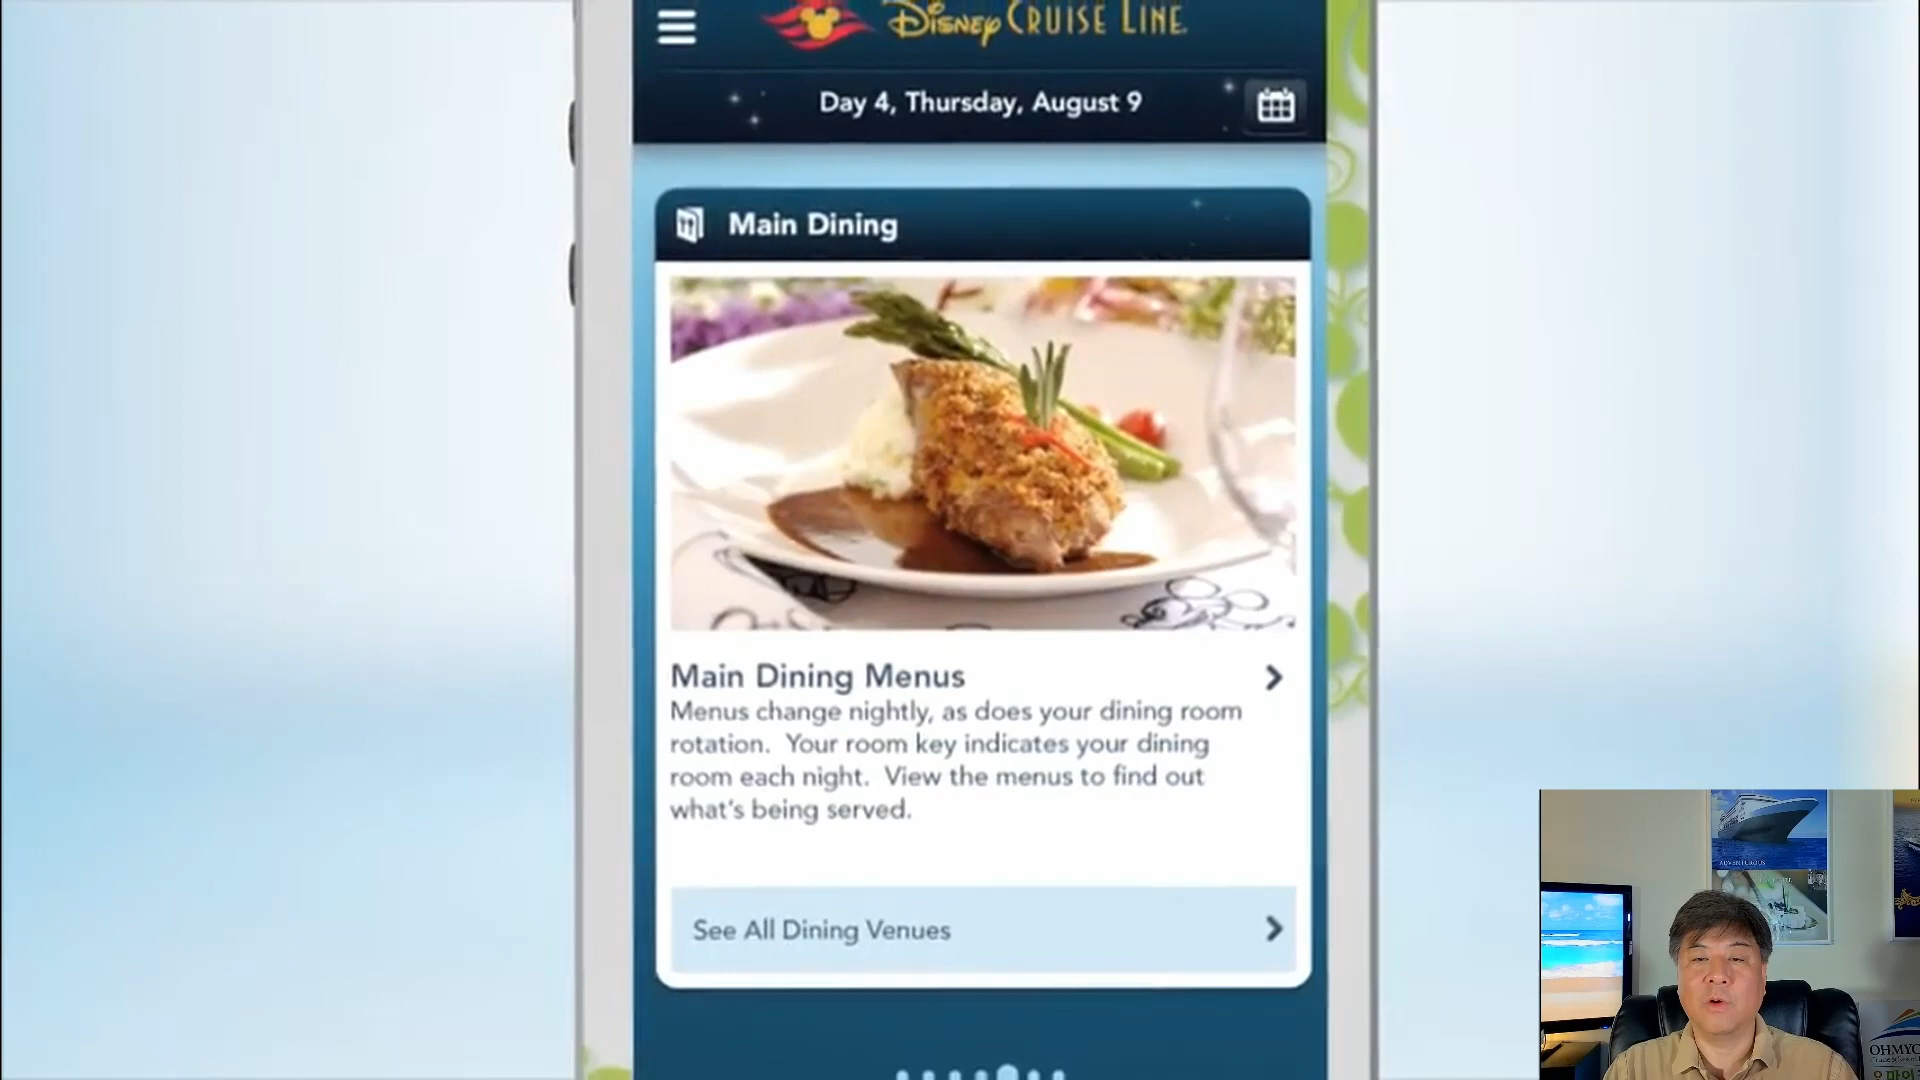 Disney CRUISE LINE
Day 4, Thursday, August 9
Main Dining
Main Dining Menus
Menus change nightly, as does your dining room
rotation. Your room key indicates your dining
room each night. View the menus to find out
what's being served.
See All Dining Venues
ADVENTUROUS
OHMYC